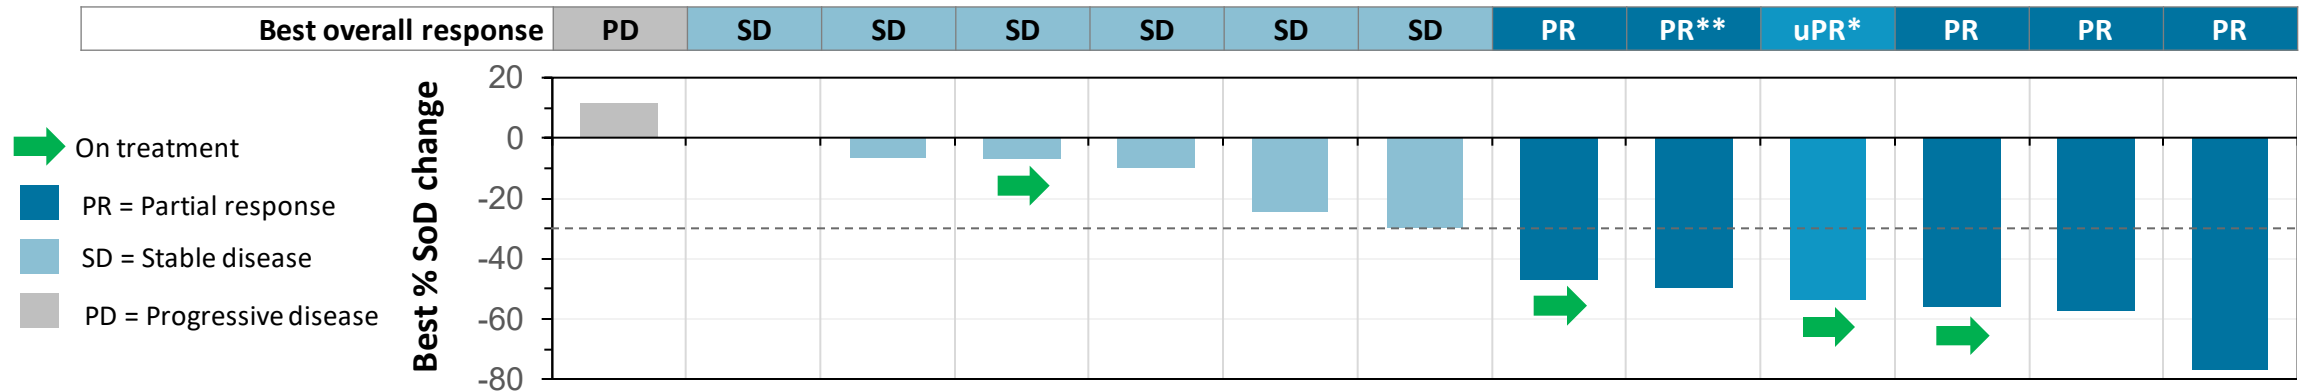 Best overall response PD SD SD SD SD SD SD PR PR** uPR* PR PR PR
Best % SoD change
20
0
-20
-40
-60
-80
On treatment
PR = Partial response
SD = Stable disease
PD = Progressive disease